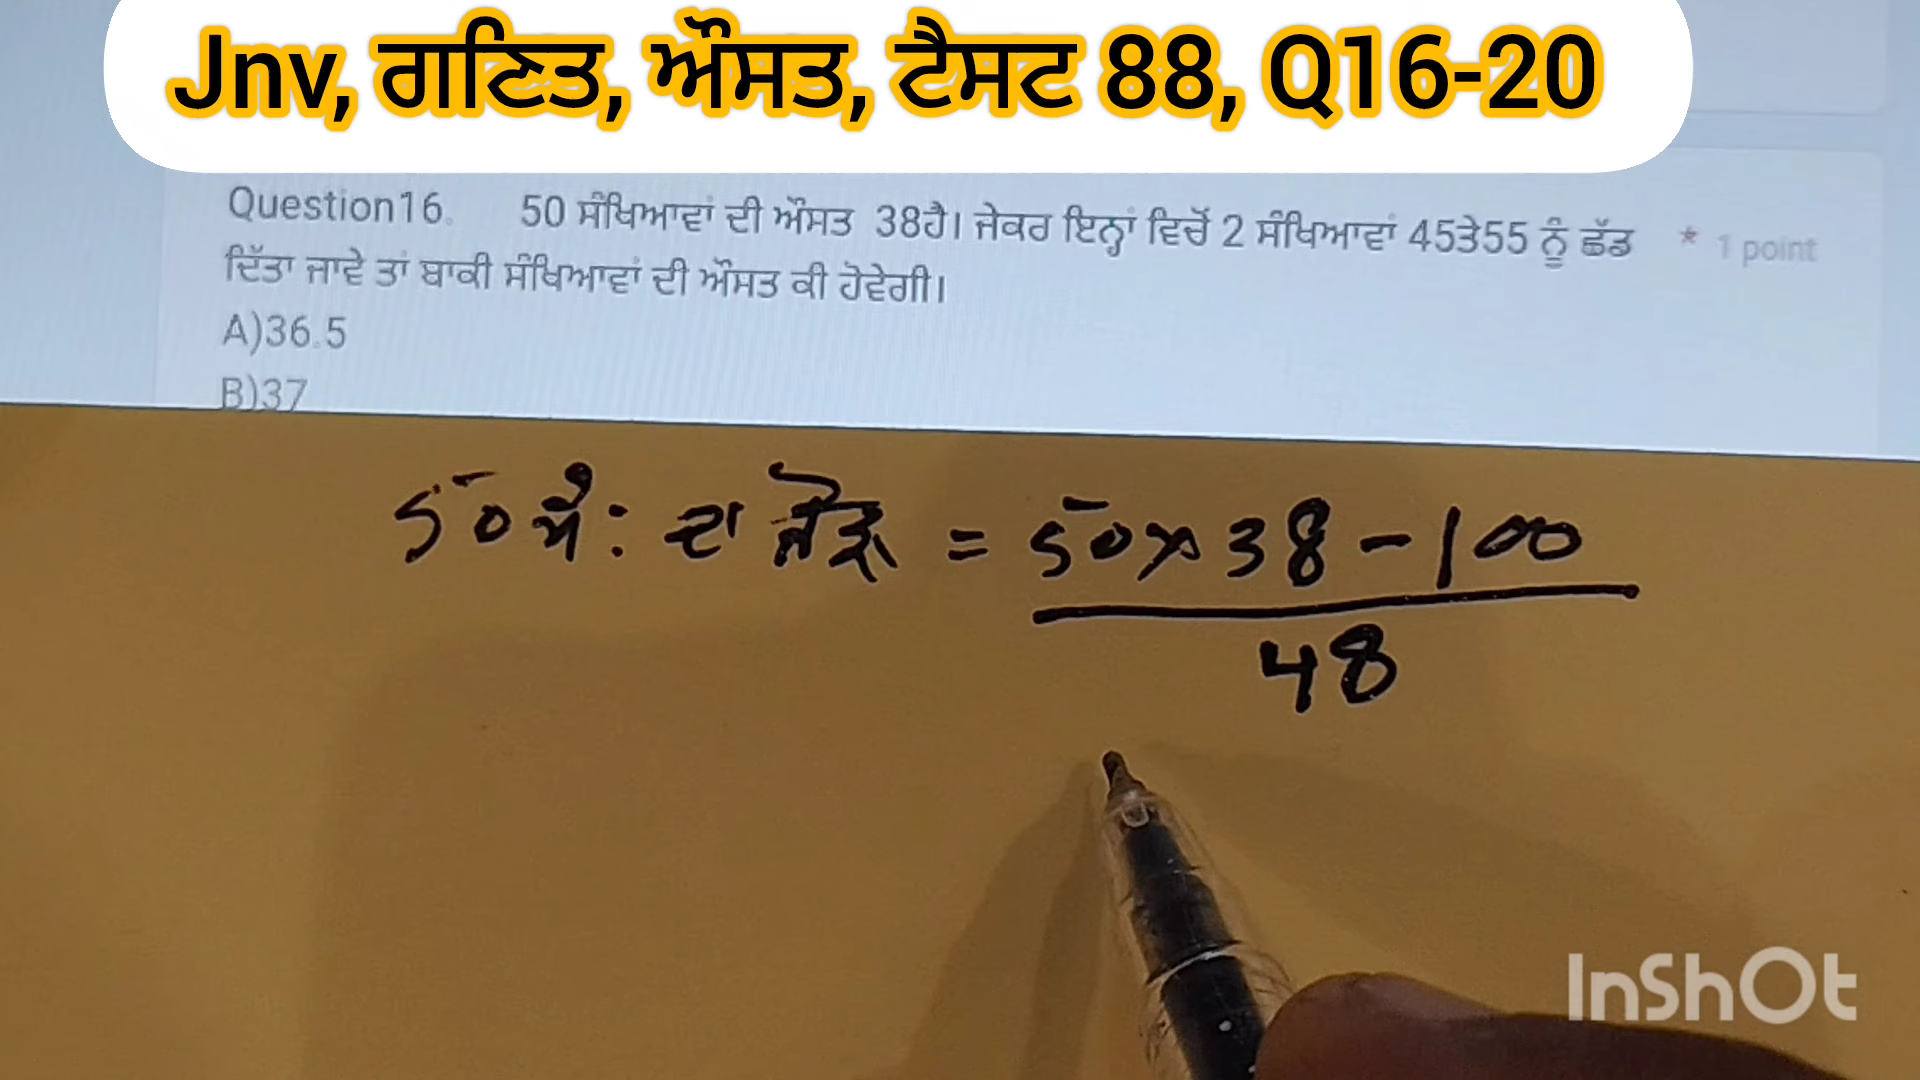 Jnv, ਗਣਿਤ, ਔਸਤ, ਟੈਸਟ 88, Q16-20
Question16. 50 ਸੰਖਿਆਵਾਂ ਦੀ ਔਸਤ 38ਹੈ। ਜੇਕਰ ਇਨ੍ਹਾਂ ਵਿਚੋਂ 2 ਸੰਖਿਆਵਾਂ 45ਤੇ55 ਨੂੰ ਛੱਡ * 1 point
ਦਿੱਤਾ ਜਾਵੇ ਤਾਂ ਬਾਕੀ ਸੰਖਿਆਵਾਂ ਦੀ ਔਸਤ ਕੀ ਹੋਵੇਗੀ।
A)36.5
B)37
50 ਸੰ: ਦਾ ਜੋੜ = 50×38-100
48
InShOt